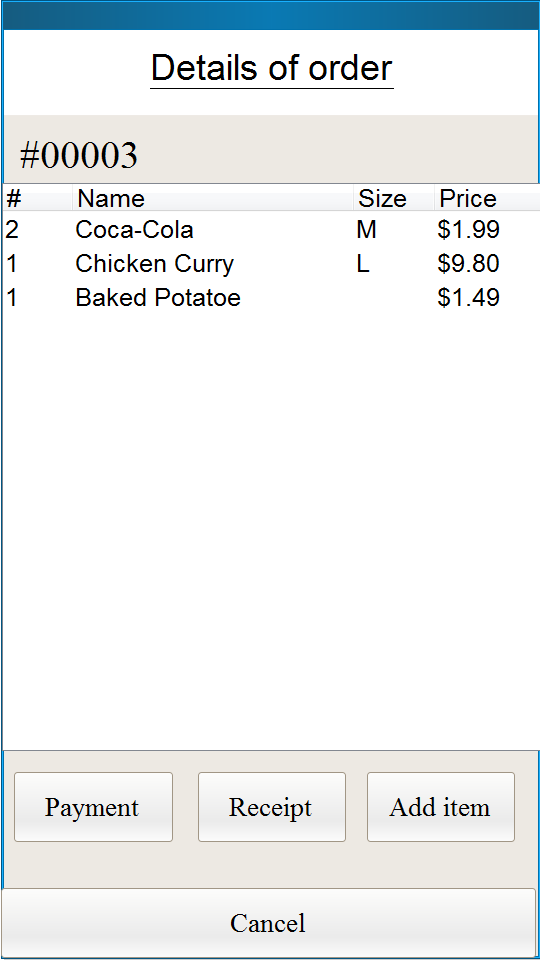 Details of order
#00003
# Name Size Price
2 Coca-Cola M $1.99
1 Chicken Curry L $9.80
1 Baked Potatoe $1.49
Payment Receipt Add item
Cancel